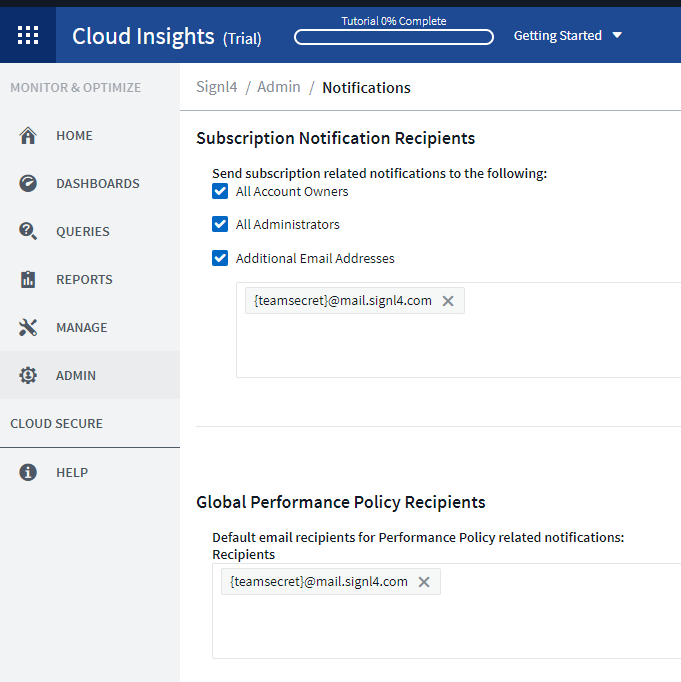 Tutorial 0% Complete
Cloud Insights (Trial)
Getting Started
MONITOR & OPTIMIZE
HOME
DASHBOARDS
QUERIES
REPORTS
MANAGE
ADMIN
CLOUD SECURE
HELP
Signl4 / Admin / Notifications
Subscription Notification Recipients
Send subscription related notifications to the following:
All Account Owners
All Administrators
Additional Email Addresses
{teamsecret}@mail.signl4.com
Global Performance Policy Recipients
Default email recipients for Performance Policy related notifications:
Recipients
{teamsecret}@mail.signl4.com